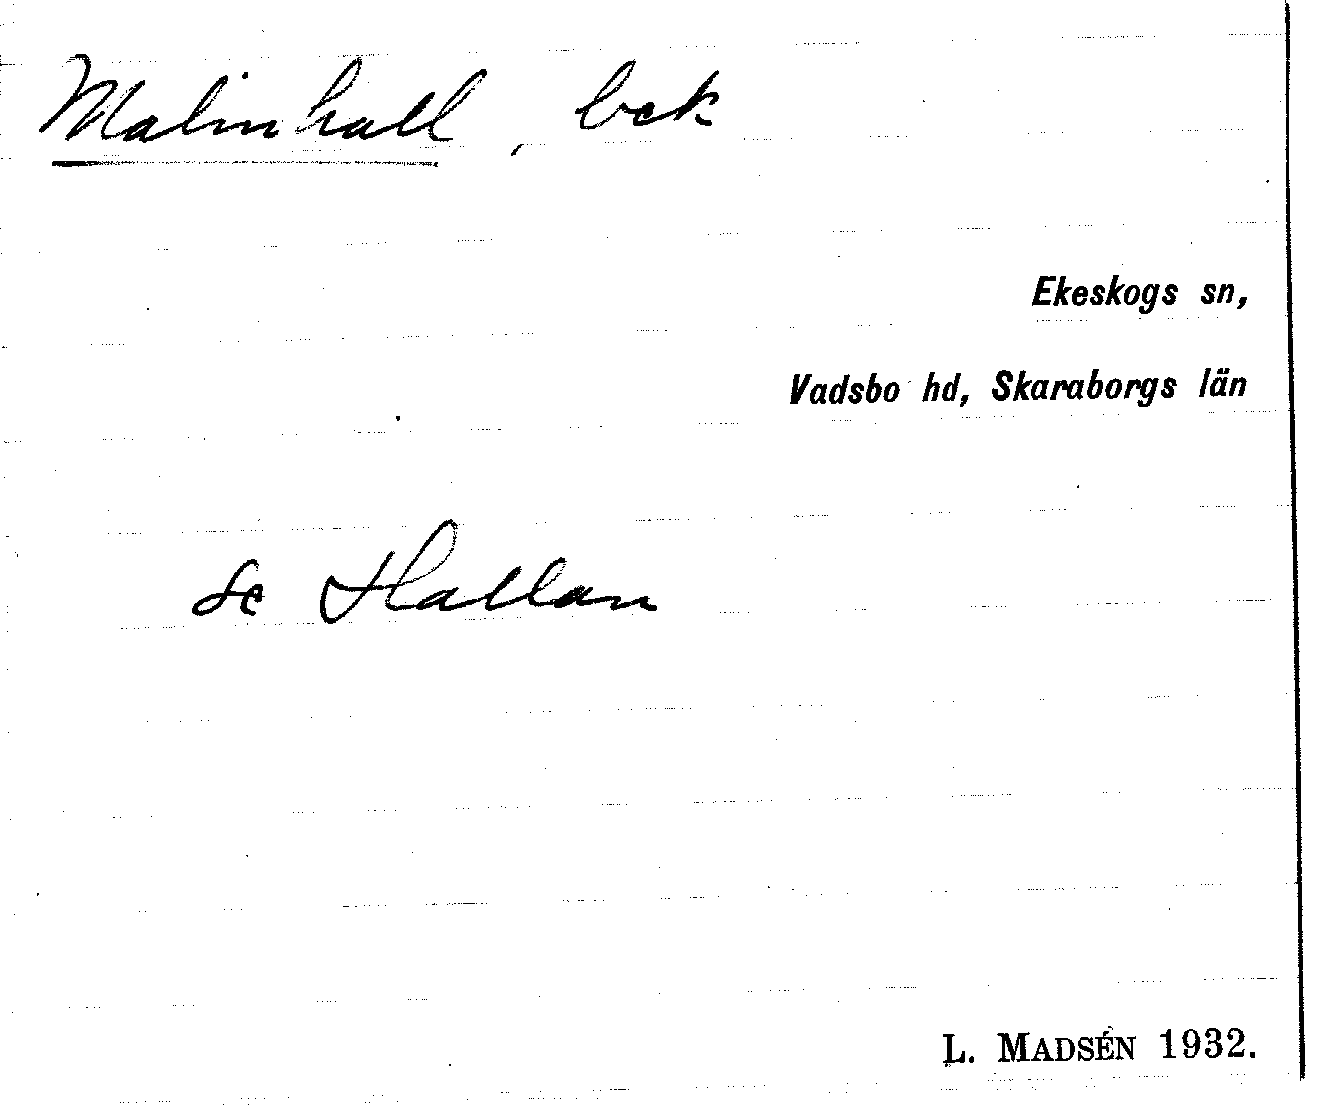 Malinhall, bck
Ekeskogs sn,
Vadsbo hd, Skaraborgs län
se Hallan
L. MADSÉN 1932.